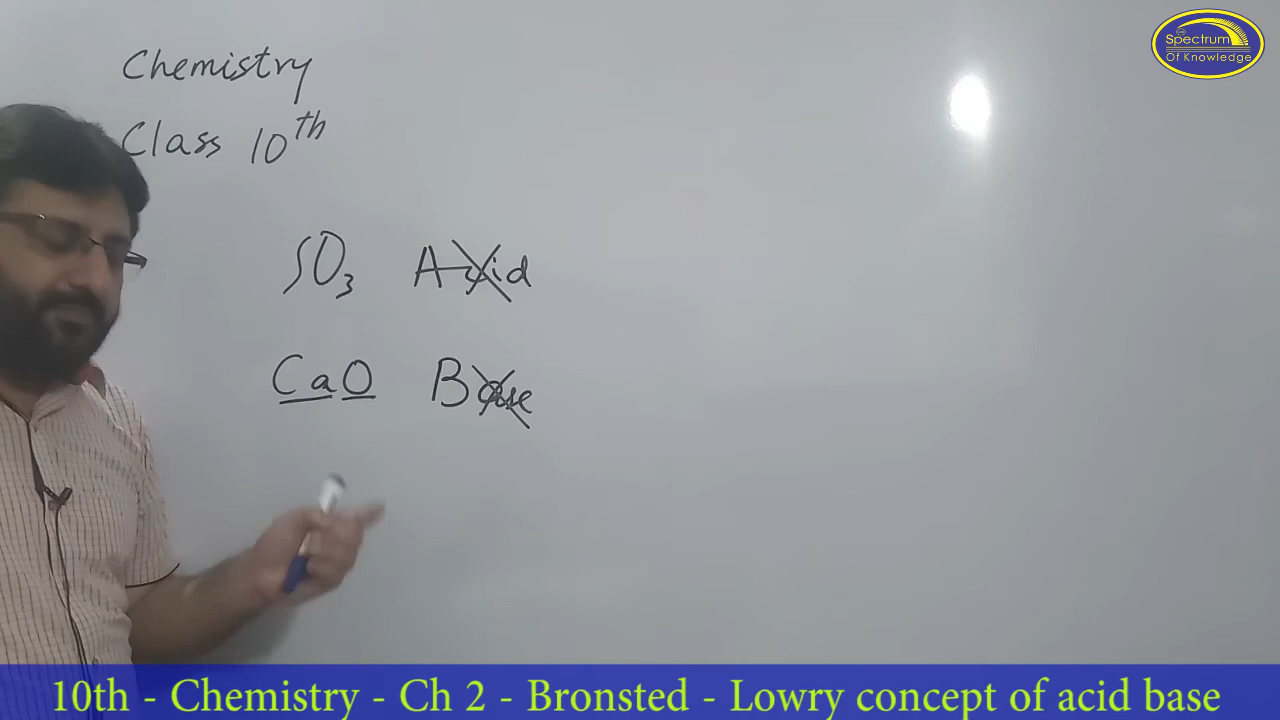 Spectrum
Of Knowledge
Chemistry
Class 10th
SO3 Acid
CaO Base
10th - Chemistry - Ch 2 - Bronsted - Lowry concept of acid base